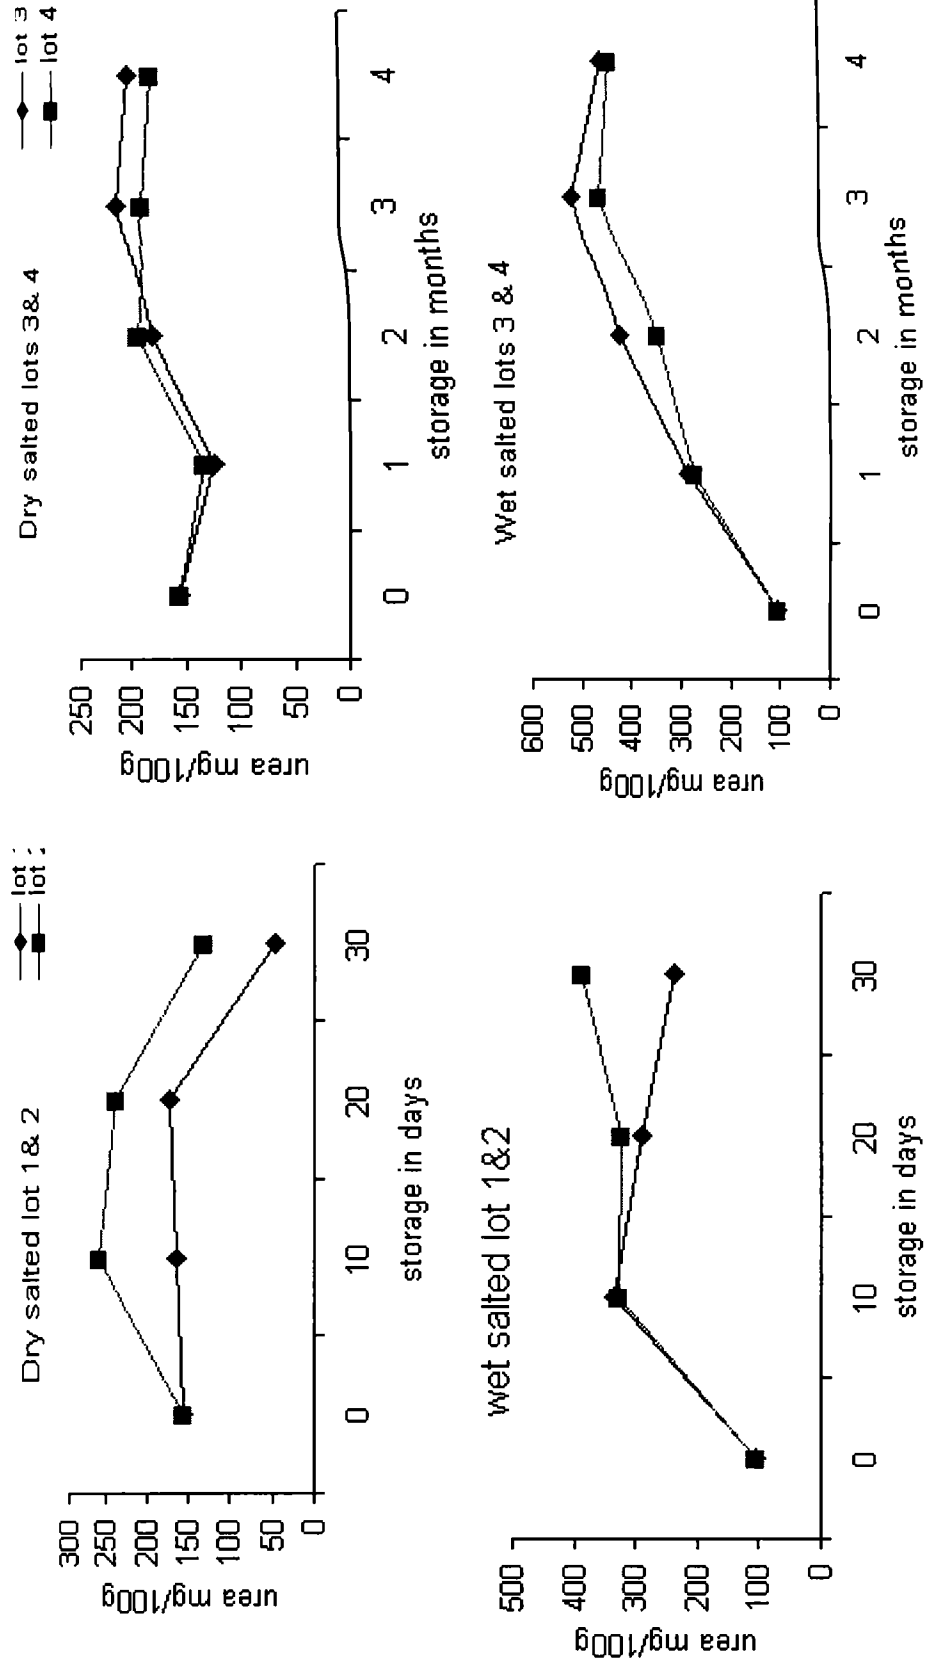 Dry salted lot 1& 2
lot
lot
urea mg/100g
300
250
200
150
100
50
0
0 10 20 30
storage in days
Dry salted lots 3& 4
lot 3
lot 4
urea mg/100g
250
200
150
100
50
0
0 1 2 3 4
storage in months
wet salted lot 1&2
urea mg/100g
500
400
300
200
100
0
0 10 20 30
storage in days
Wet salted lots 3 & 4
urea mg/100g
600
500
400
300
200
100
0
0 1 2 3 4
storage in months